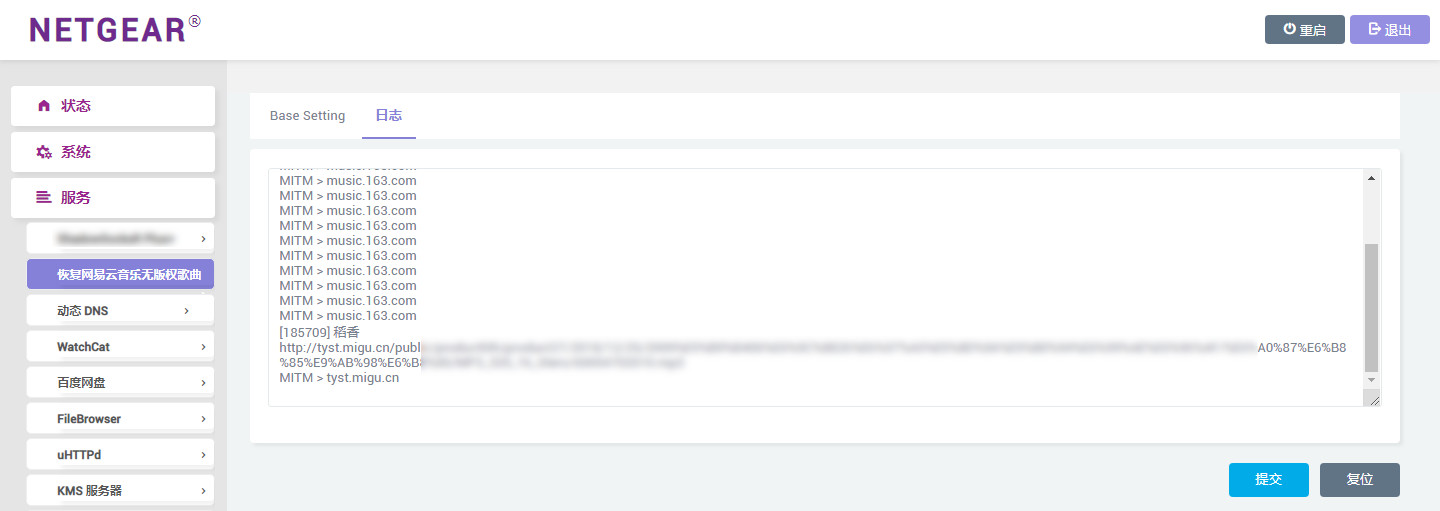 NETGEAR®
重启
退出
状态
系统
服务
恢复网易云音乐无版权歌曲
动态 DNS
WatchCat
百度网盘
FileBrowser
uHTTPd
KMS 服务器
Base Setting
日志
MITM > music.163.com
MITM > music.163.com
MITM > music.163.com
MITM > music.163.com
MITM > music.163.com
MITM > music.163.com
MITM > music.163.com
MITM > music.163.com
MITM > music.163.com
MITM > music.163.com
MITM > music.163.com
[185709] 稻香
http://tyst.migu.cn/publ A0%87%E6%B8
%85%E9%AB%98%E6%B8
MITM > tyst.migu.cn
提交
复位